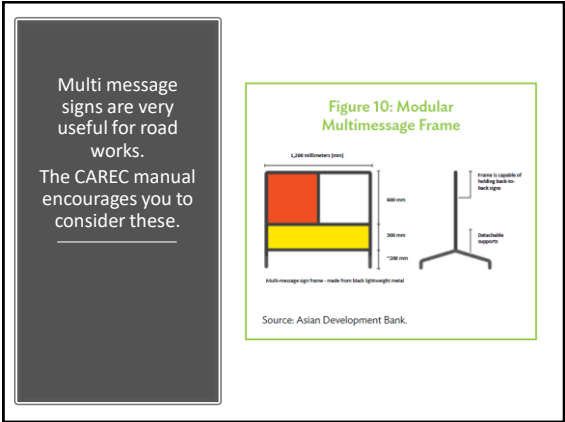 Multi message
signs are very
useful for road
works.
The CAREC manual
encourages you to
consider these.
Figure 10: Modular
Multimessage Frame
1,200 millimeters (mm)
600 mm
300 mm
~200 mm
Multi-message sign frame - made from black lightweight metal
Frame is capable of
holding back-to-
back signs
Detachable
supports
Source: Asian Development Bank.